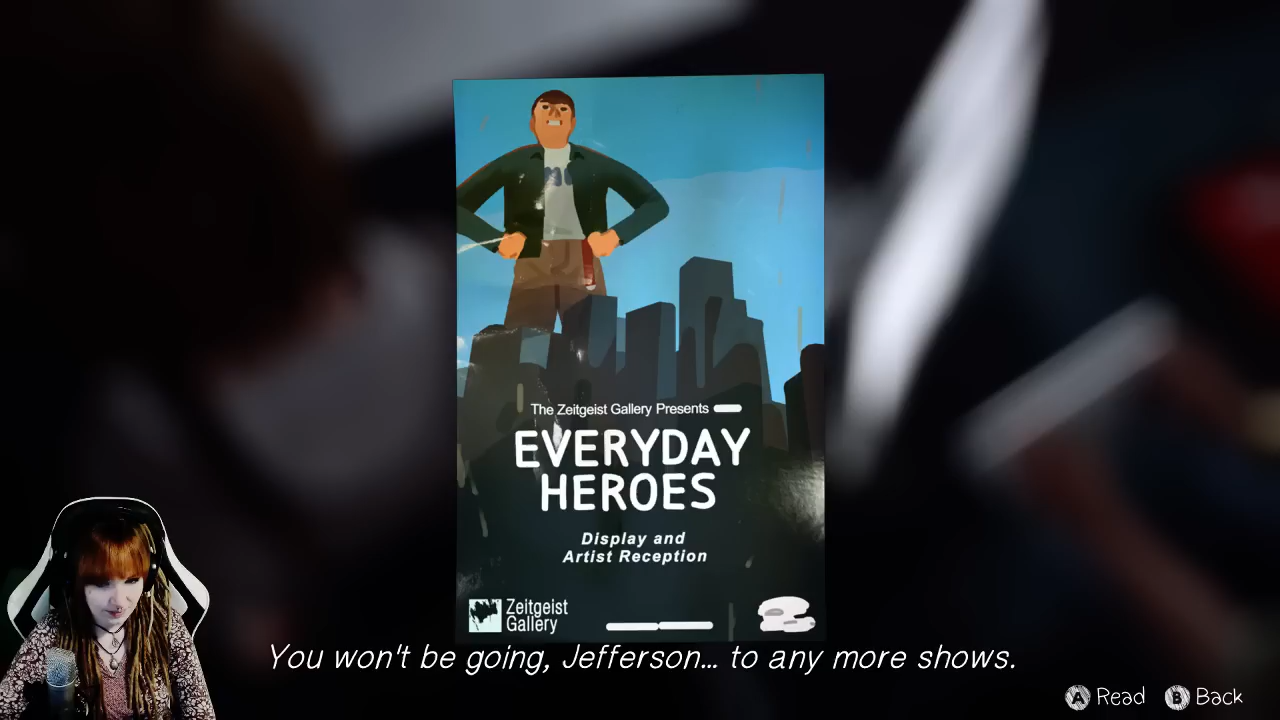 The Zeitgeist Gallery Presents
EVERYDAY
HEROES
Display and
Artist Reception
Zeitgeist
Gallery
You won't be going, Jefferson... to any more shows.
A Read B Back